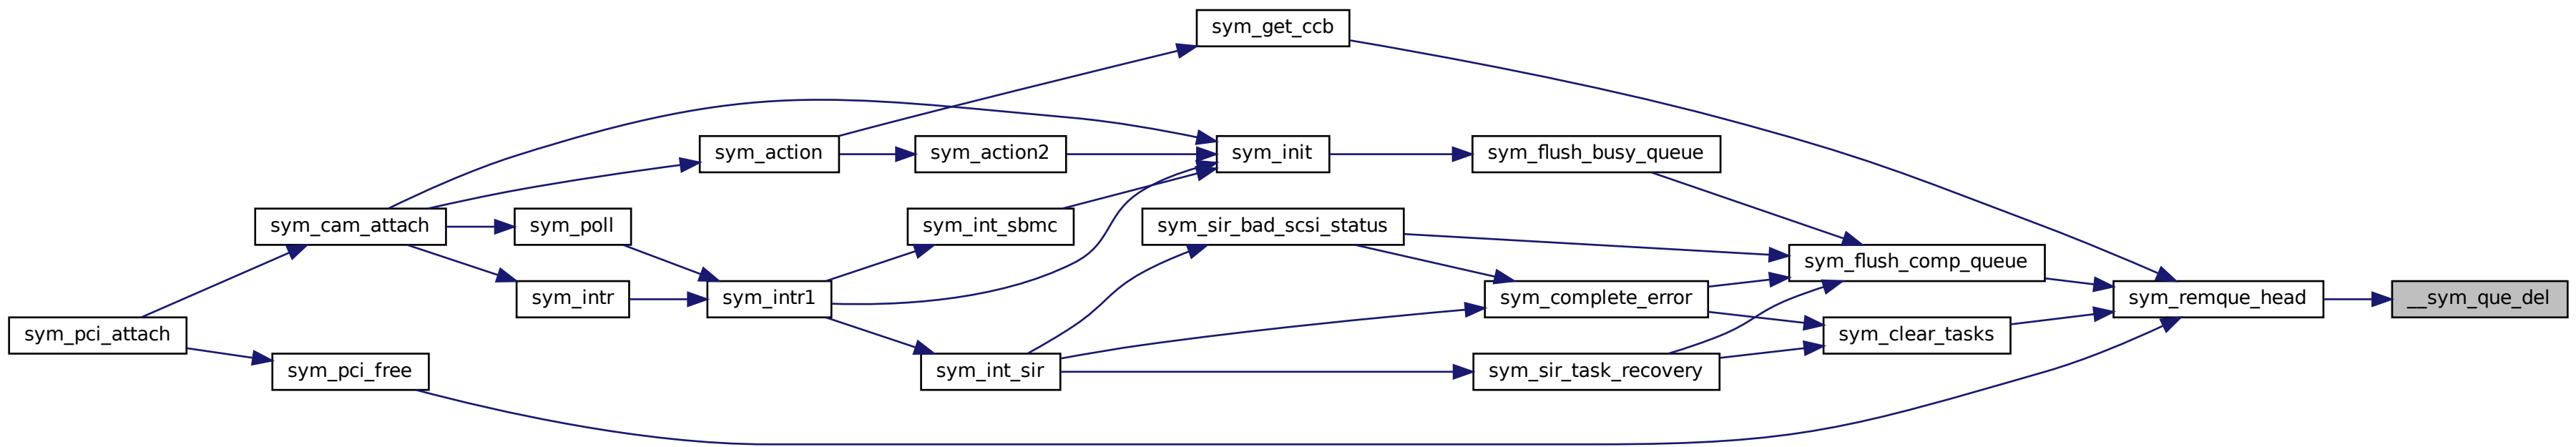 sym_get_ccb
sym_action
sym_action2
sym_init
sym_flush_busy_queue
sym_cam_attach
sym_poll
sym_int_sbmc
sym_sir_bad_scsi_status
sym_flush_comp_queue
sym_intr
sym_intr1
sym_complete_error
sym_remque_head
__sym_que_del
sym_pci_attach
sym_clear_tasks
sym_pci_free
sym_int_sir
sym_sir_task_recovery